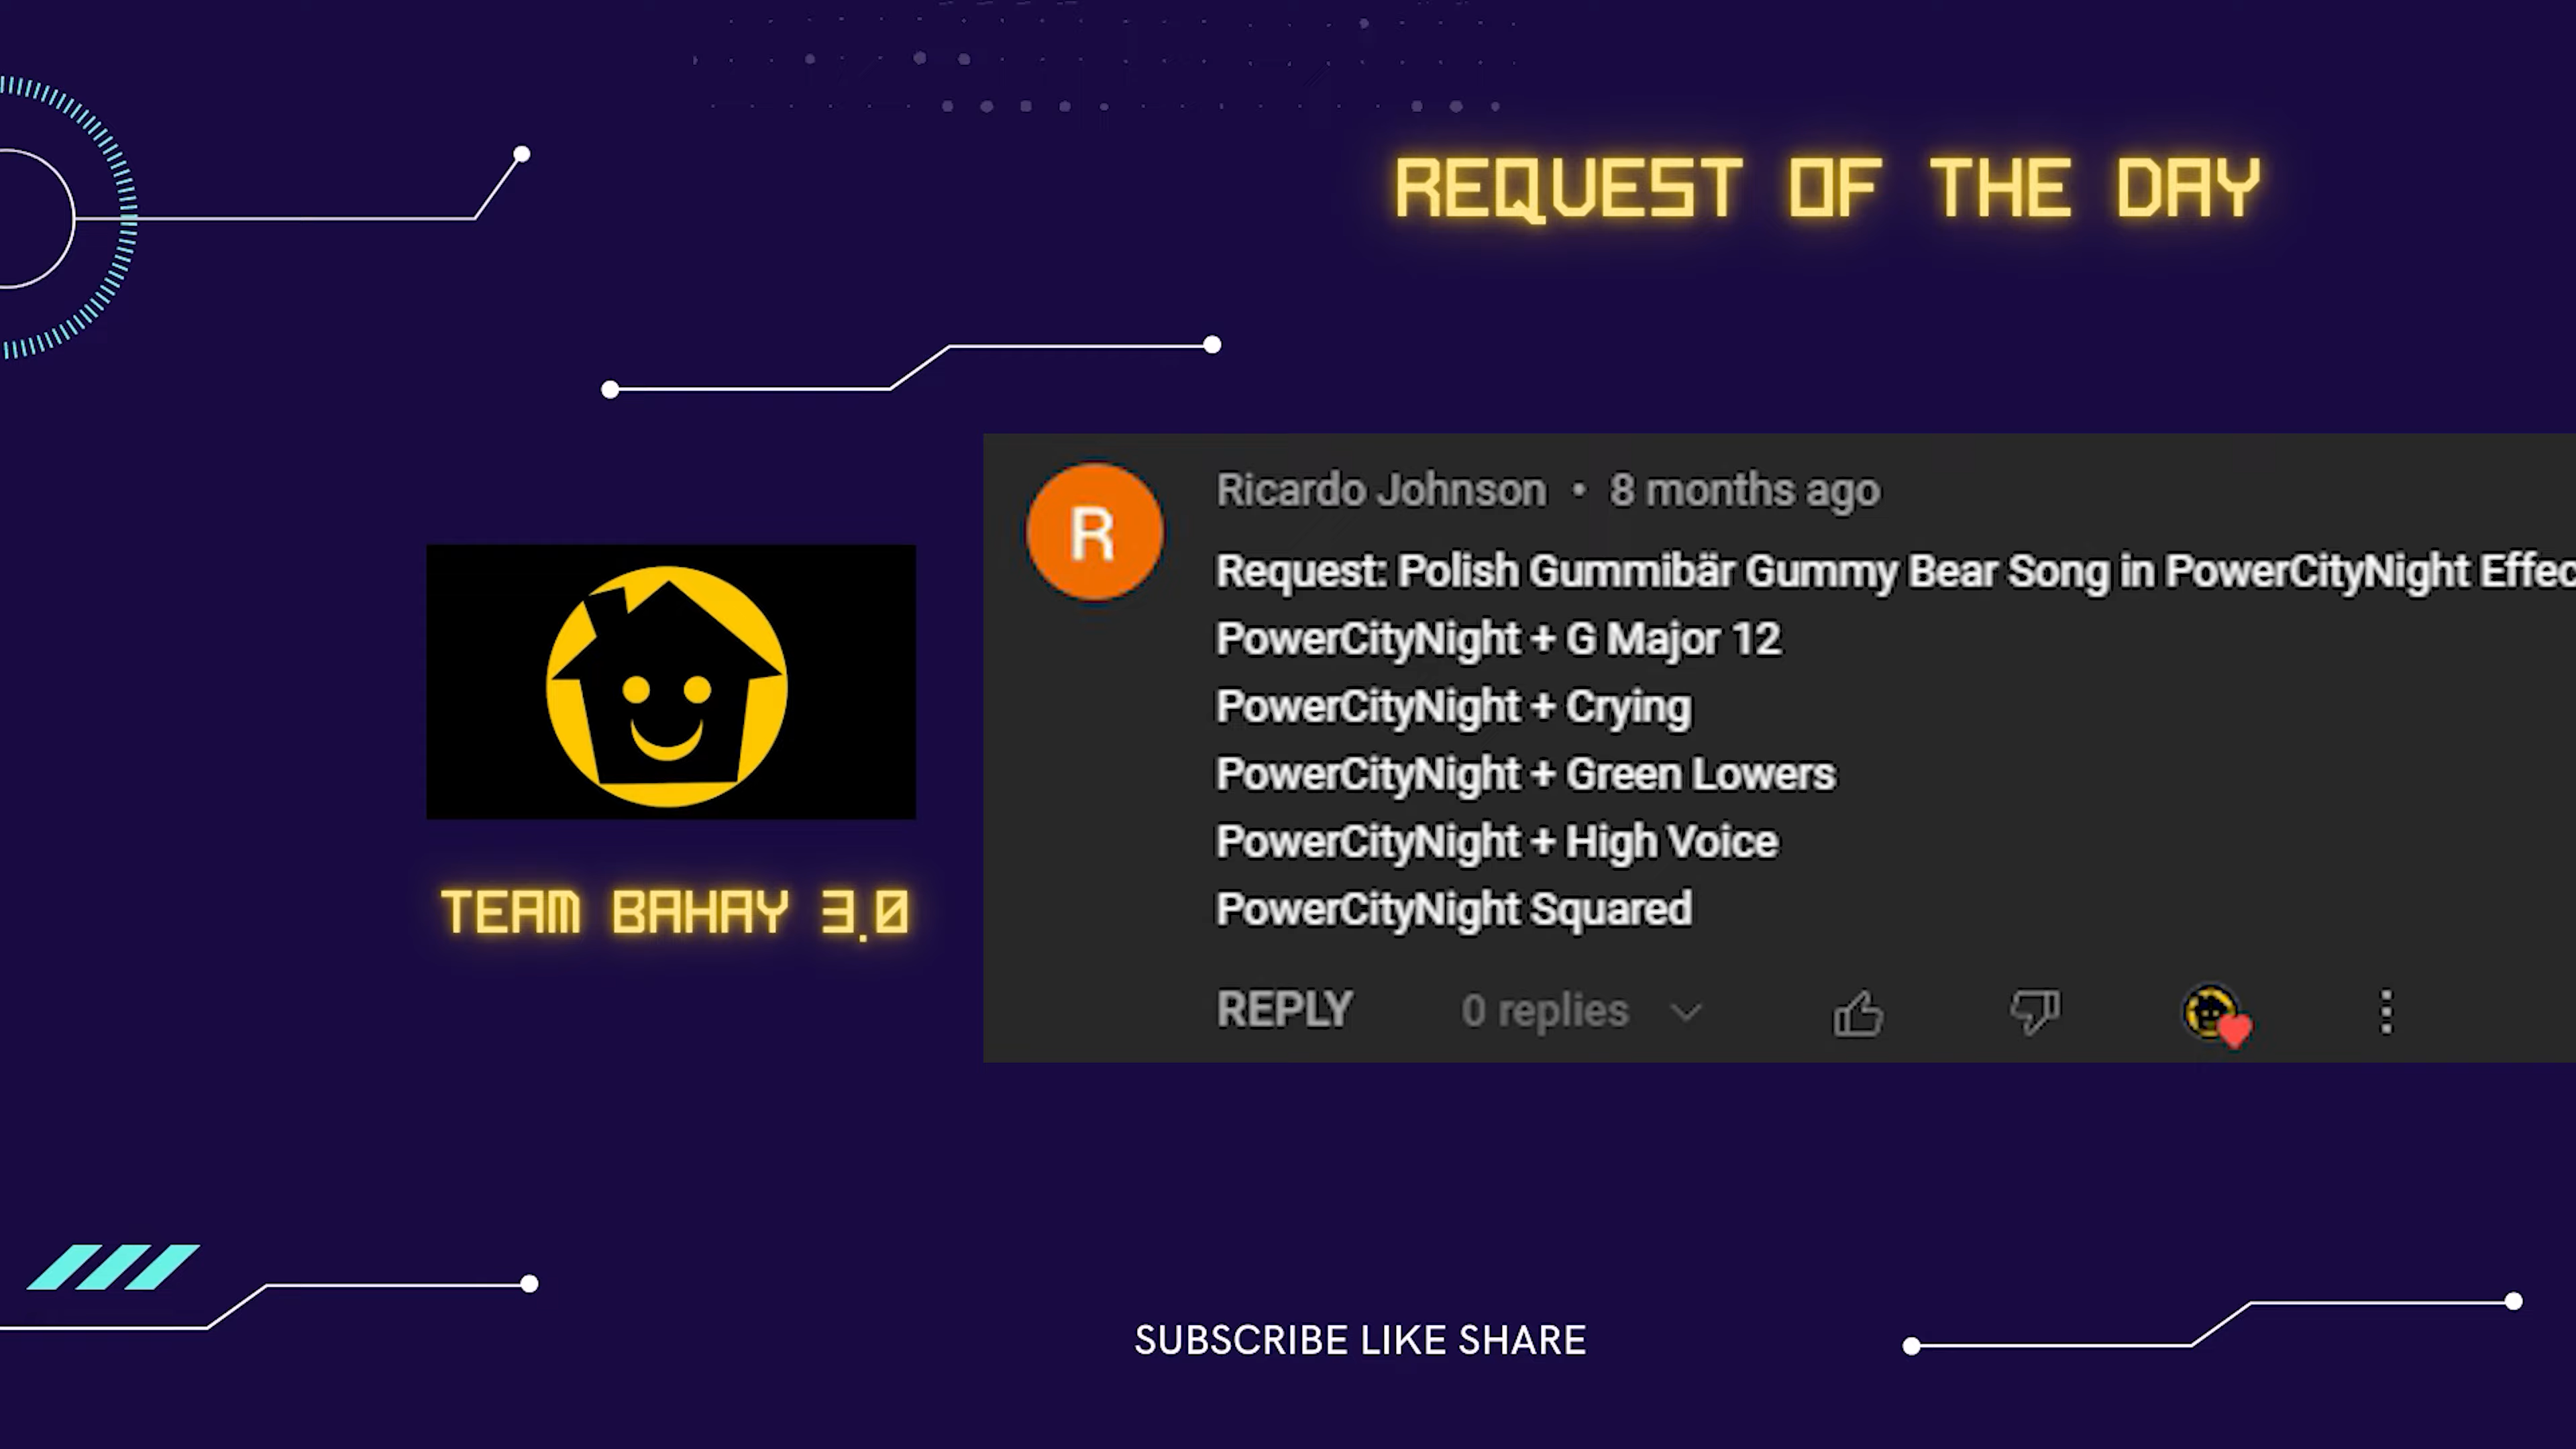 REQUEST OF THE DAY
R
Ricardo Johnson • 8 months ago
Request: Polish Gummibär Gummy Bear Song in PowerCityNight Effec
PowerCityNight + G Major 12
PowerCityNight + Crying
PowerCityNight + Green Lowers
PowerCityNight + High Voice
PowerCityNight Squared
REPLY 0 replies
TEAM BAHAY 3.0
SUBSCRIBE LIKE SHARE